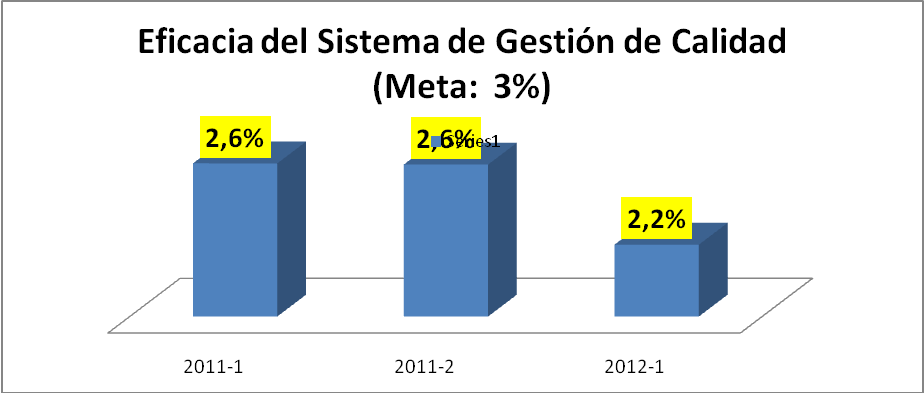 Eficacia del Sistema de Gestión de Calidad
(Meta:  3%)
2,6%
2,6%
Series1
2,2%
2011-1
2011-2
2012-1